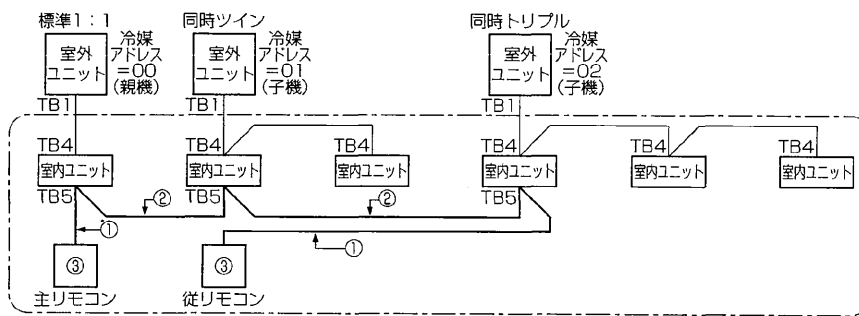 標準1:1
同時ツイン
同時トリプル
室外
ユニット
冷媒
アドレス
=00
(親機)
室外
ユニット
冷媒
アドレス
=01
(子機)
室外
ユニット
冷媒
アドレス
=02
(子機)
TB1
TB1
TB1
TB4
TB4
TB4
TB4
TB4
TB4
室内ユニット
室内ユニット
室内ユニット
室内ユニット
室内ユニット
室内ユニット
TB5
TB5
TB5
②
②
①
①
③
③
主リモコン
従リモコン